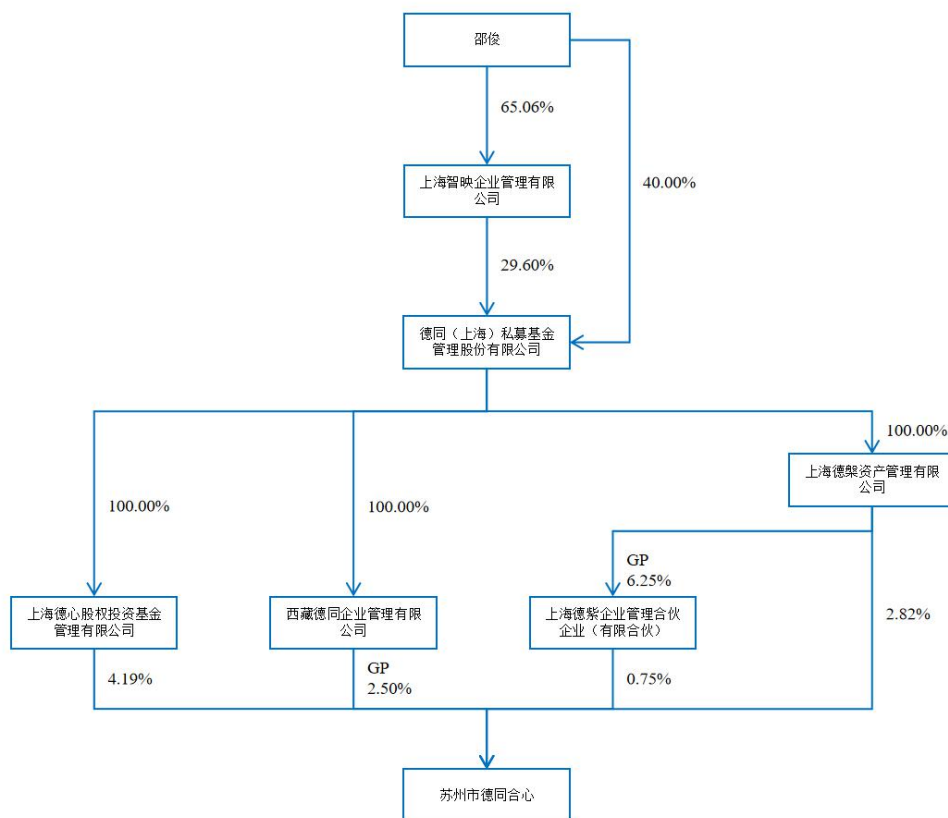 邵俊
65.06%
上海智映企业管理有限
公司
40.00%
29.60%
德同（上海）私募基金
管理股份有限公司
100.00%
上海德槃资产管理有限
公司
100.00%
100.00%
GP
6.25%
上海德心股权投资基金
管理有限公司
西藏德同企业管理有限
公司
上海德紫企业管理合伙
企业（有限合伙）
2.82%
4.19%
GP
2.50%
0.75%
苏州市德同合心